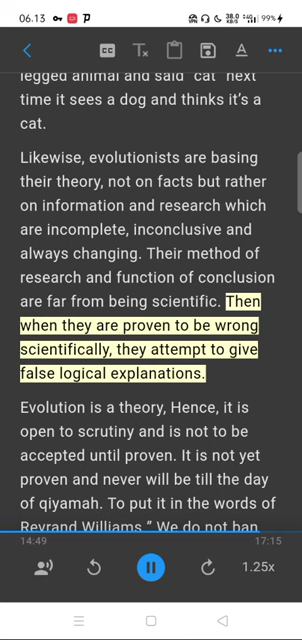 06.13
38.0
KB/S
99%
CC
legged animal and said "cat" next
time it sees a dog and thinks it's a
cat.
Likewise, evolutionists are basing
their theory, not on facts but rather
on information and research which
are incomplete, inconclusive and
always changing. Their method of
research and function of conclusion
are far from being scientific. Then
when they are proven to be wrong
scientifically, they attempt to give
false logical explanations.
Evolution is a theory, Hence, it is
open to scrutiny and is not to be
accepted until proven. It is not yet
proven and never will be till the day
of qiyamah. To put it in the words of
Revrand Williams " We do not ban
14:49
17:15
1.25x